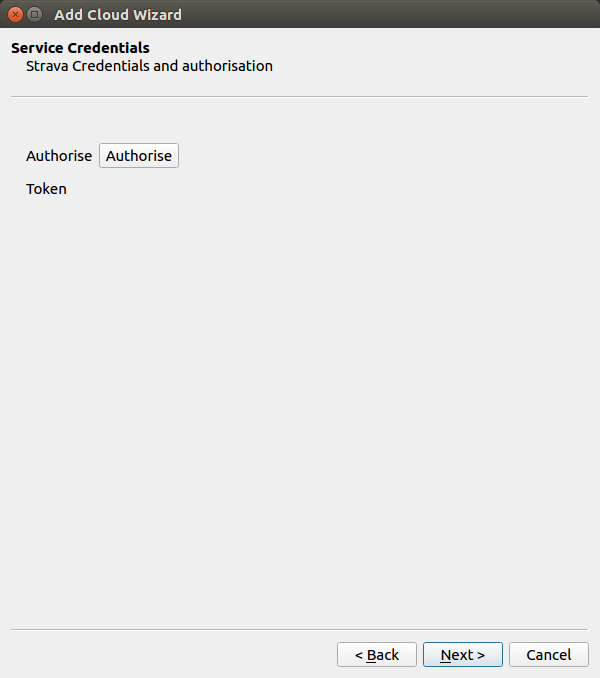 Add Cloud Wizard
Service Credentials
Strava Credentials and authorisation
Authorise Authorise
Token
< Back Next > Cancel